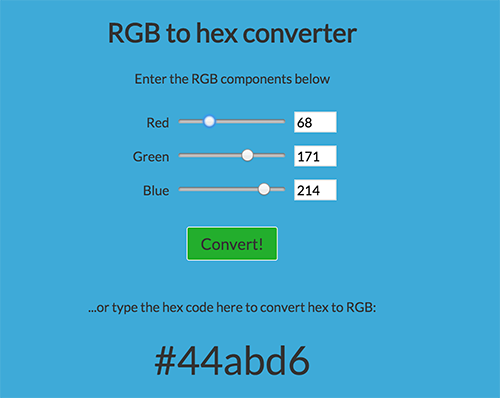 RGB to hex converter
Enter the RGB components below
Red 68
Green 171
Blue 214
Convert!
...or type the hex code here to convert hex to RGB:
#44abd6